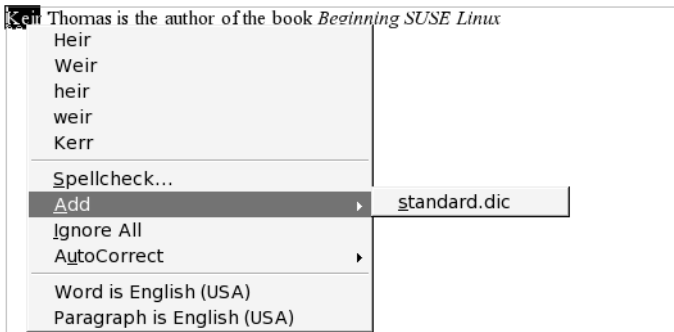 Keir Thomas is the author of the book Beginning SUSE Linux
Heir
Weir
heir
weir
Kerr
Spellcheck...
Add
standard.dic
Ignore All
AutoCorrect
Word is English (USA)
Paragraph is English (USA)